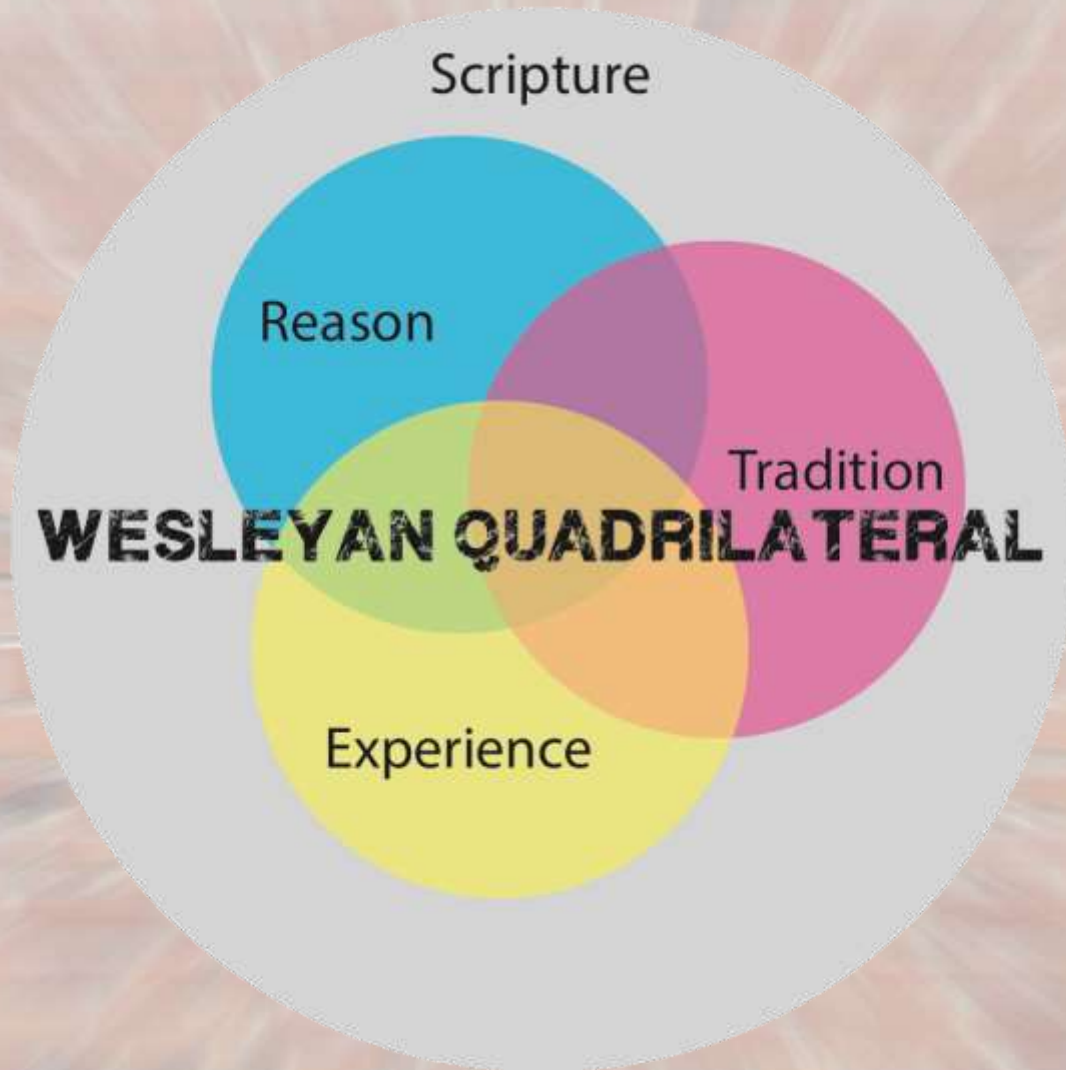 Scripture
Reason
Tradition
WESLEYAN QUADRILATERAL
Experience